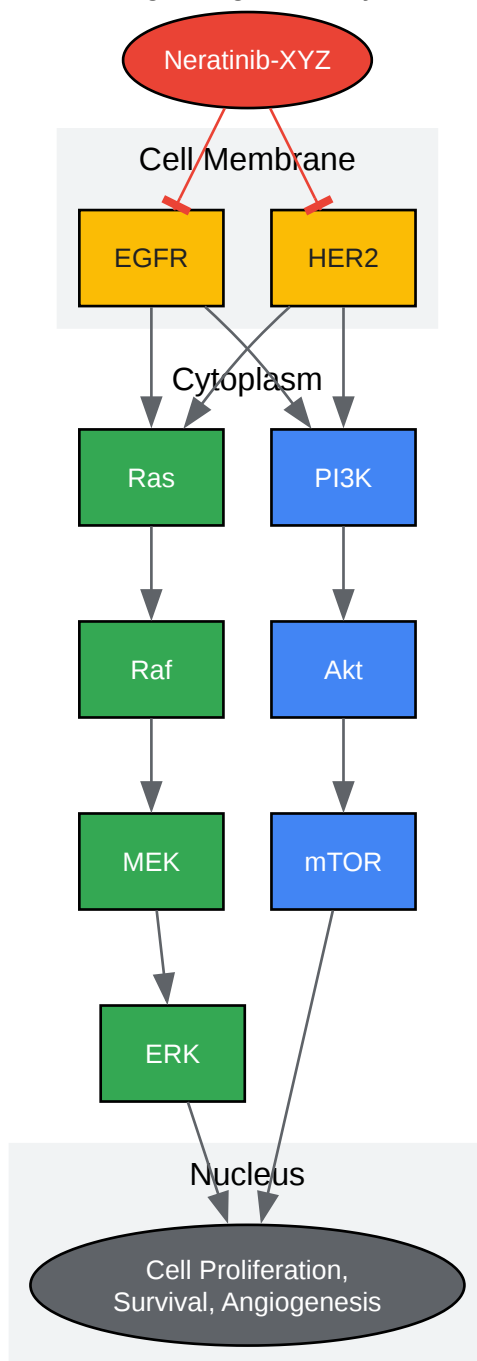 Neratinib-XYZ
Cell Membrane
EGFR
HER2
Cytoplasm
Ras
PI3K
Raf
Akt
MEK
mTOR
ERK
Nucleus
Cell Proliferation,
Survival, Angiogenesis